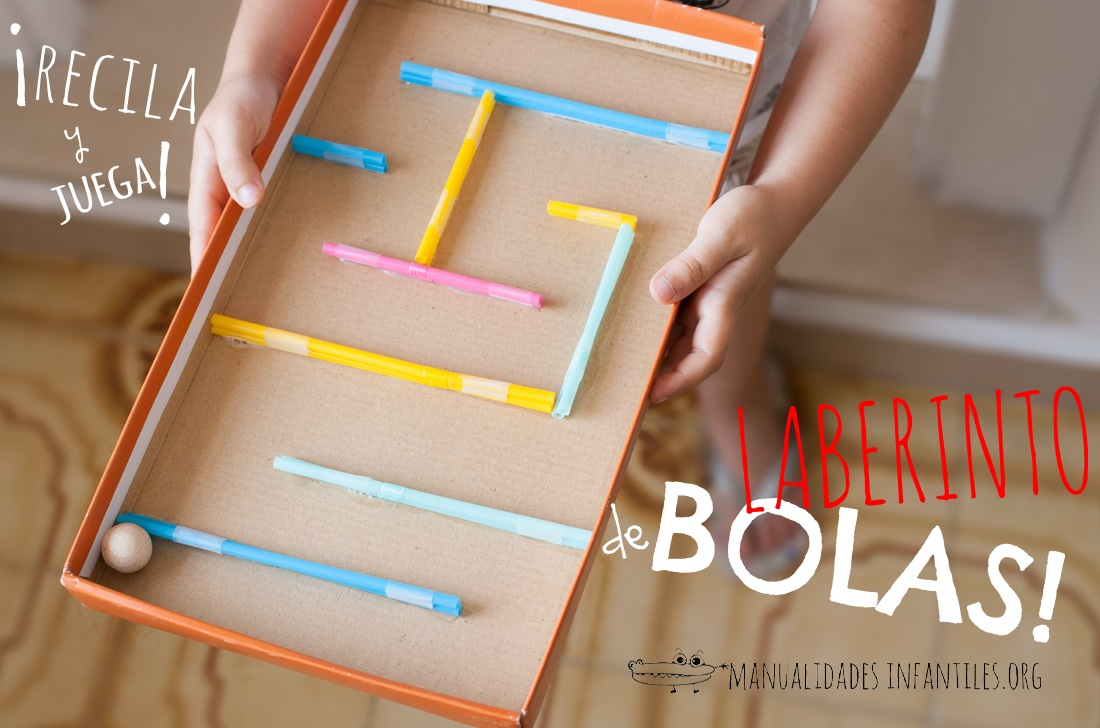 ¡RECILA
y
JUEGA!
LABERINTO
de BOLAS!
MANUALIDADES INFANTILES.ORG